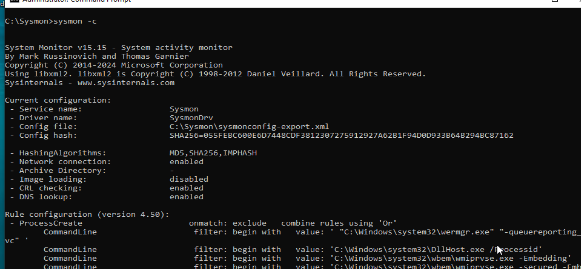 Administrator: Command Prompt
C:\Sysmon>sysmon -c
System Monitor v15.15 - System activity monitor
By Mark Russinovich and Thomas Garnier
Copyright (C) 2014-2024 Microsoft Corporation
Using libxml2. libxml2 is Copyright (C) 1998-2012 Daniel Veillard. All Rights Reserved.
Sysinternals - www.sysinternals.com
Current configuration:
- Service name: Sysmon
- Driver name: SysmonDrv
- Config file: C:\Sysmon\sysmonconfig-export.xml
- Config hash: SHA256=055FEBC600E6D7448CDF3812307275912927A62B1F94D0D933B64B294BC87162
- HashingAlgorithms: MD5,SHA256,IMPHASH
- Network connection: enabled
- Archive Directory: -
- Image loading: disabled
- CRL checking: enabled
- DNS lookup: enabled
Rule configuration (version 4.50):
- ProcessCreate onmatch: exclude combine rules using 'Or'
CommandLine filter: begin with value: ' "C:\Windows\system32\wermgr.exe" "-queuereporting_
vc" '
CommandLine filter: begin with value: 'C:\Windows\system32\DllHost.exe /Processid'
CommandLine filter: begin with value: 'C:\Windows\system32\wbem\wmiprvse.exe -Embedding'
CommandLine filter: begin with value: 'C:\Windows\system32\wbem\wmiprvse.exe -secured